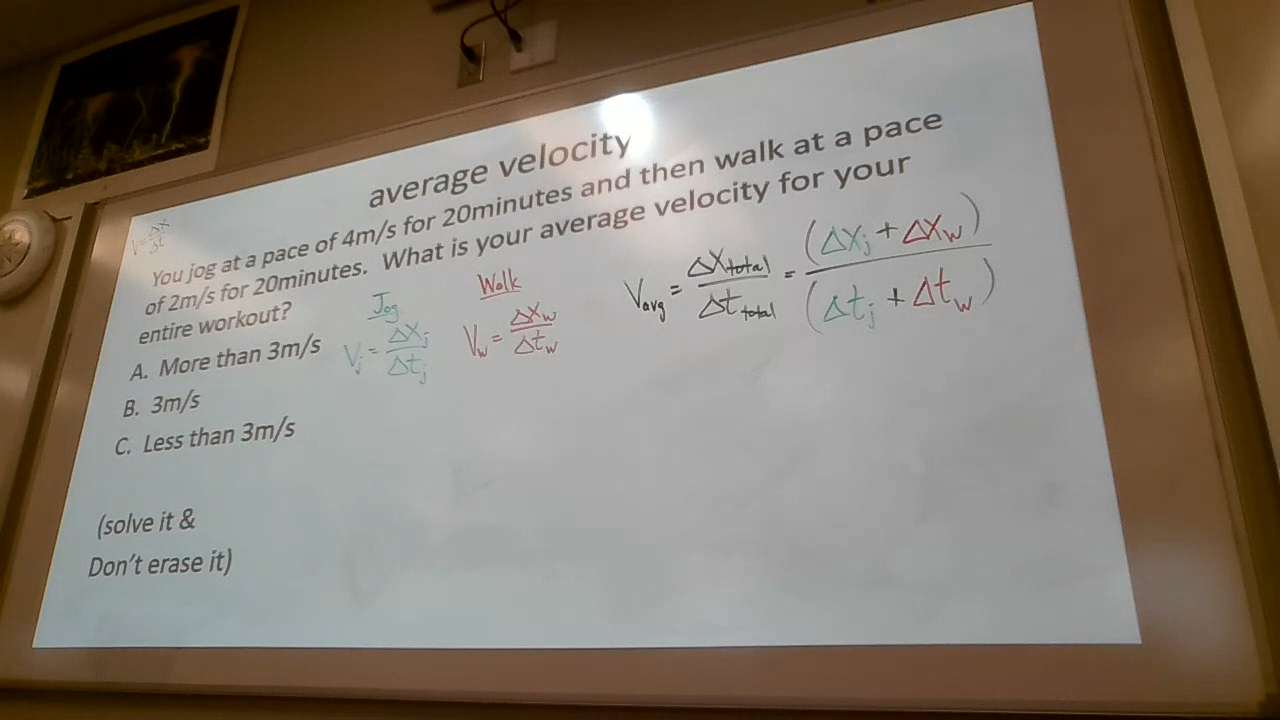 average velocity
You jog at a pace of 4m/s for 20minutes and then walk at a pace
of 2m/s for 20minutes. What is your average velocity for your
entire workout?
A. More than 3m/s
B. 3m/s
C. Less than 3m/s
(solve it &
Don't erase it)
V = Δx/Δt
Jog
Vj = ΔXj/Δtj
Walk
Vw = ΔXw/Δtw
Vavg = ΔXtotal/Δt total = (ΔXj + ΔXw)/(Δtj + Δtw)